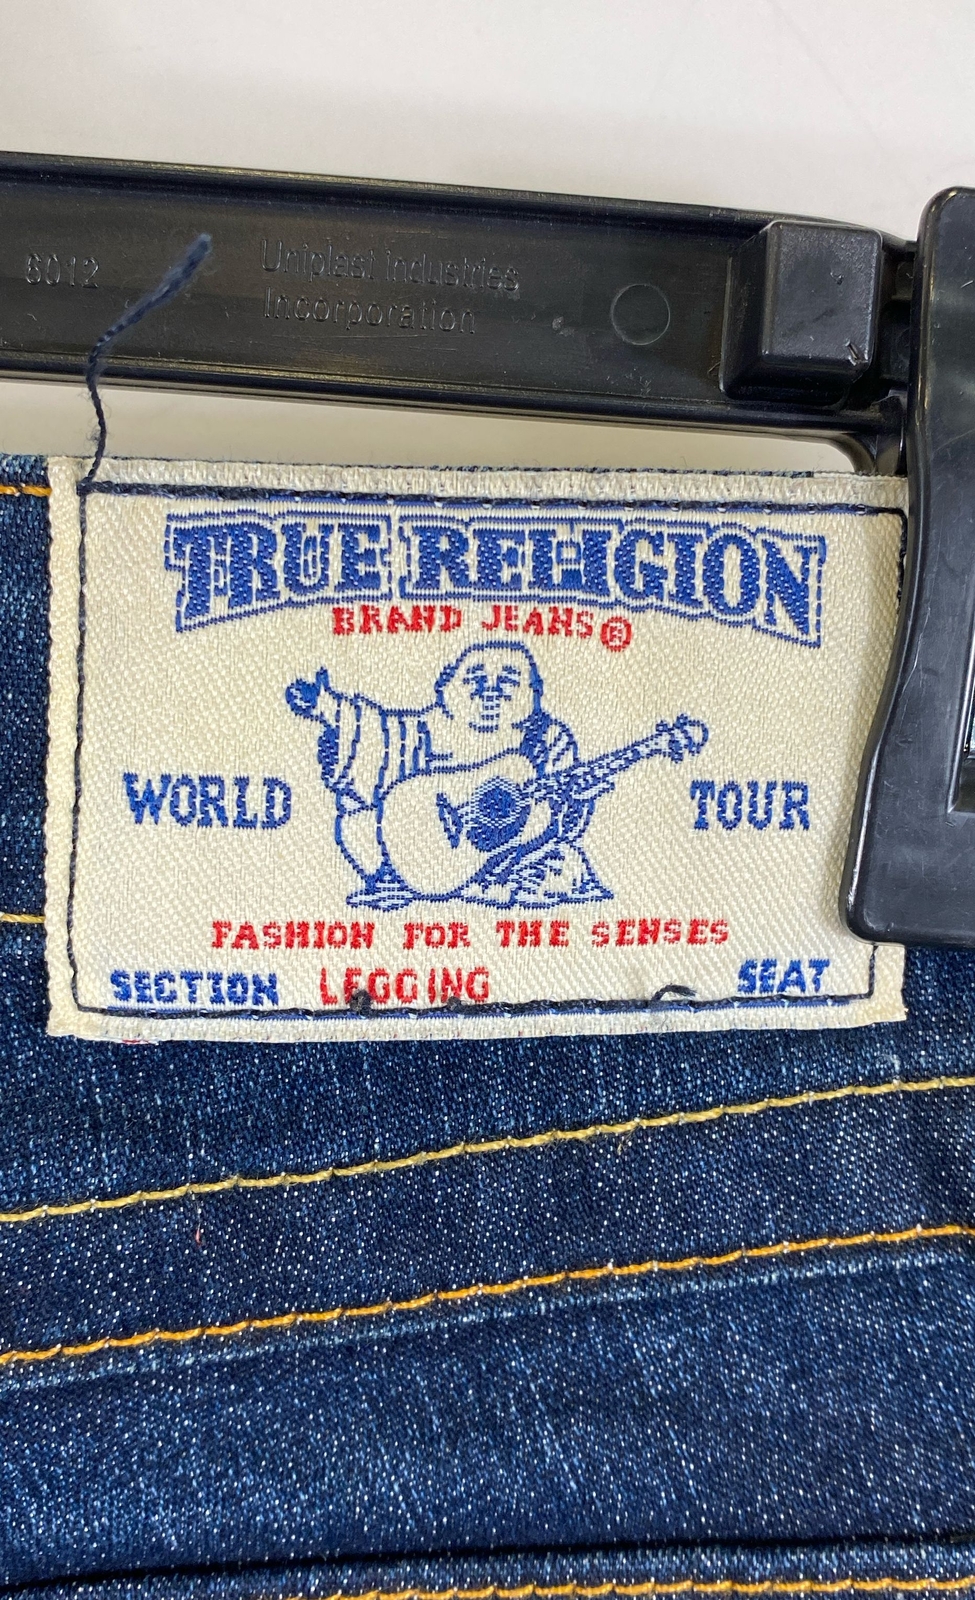 6012
Uniplast Industries
Incorporation
TRUE RELIGION
BRAND JEANS®
WORLD TOUR
FASHION FOR THE SENSES
SECTION LEGGING SEAT